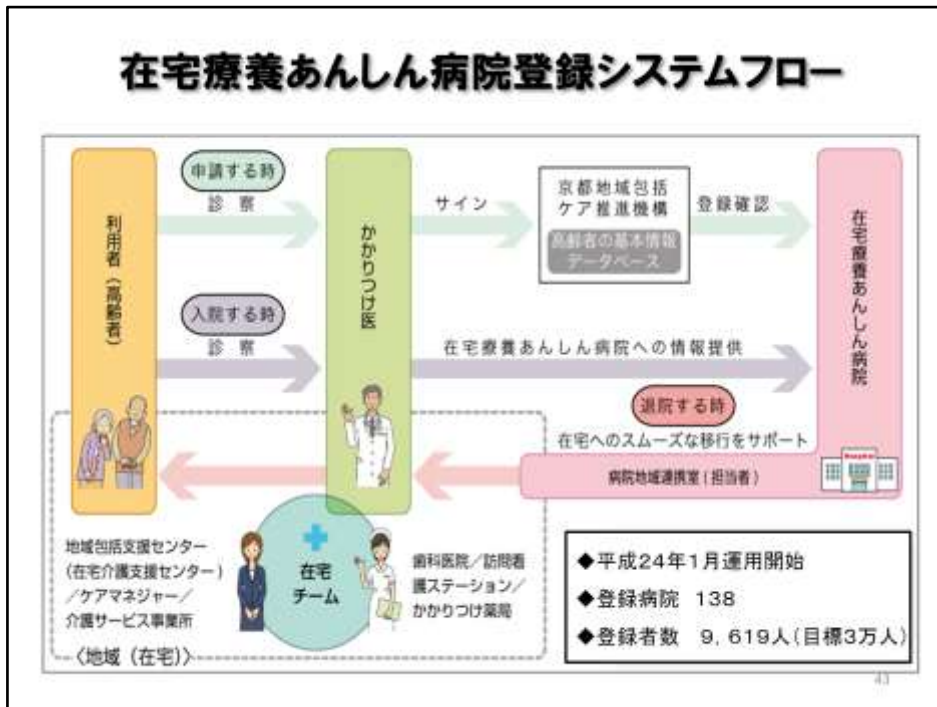 在宅療養あんしん病院登録システムフロー
利用者（高齢者）
申請する時
診察
入院する時
診察
かかりつけ医
サイン
京都地域包括
ケア推進機構
高齢者の基本情報
データベース
登録確認
在宅療養あんしん病院への情報提供
在宅療養あんしん病院
退院する時
在宅へのスムーズな移行をサポート
病院地域連携室（担当者）
Hospital
地域包括支援センター
（在宅介護支援センター）
／ケアマネジャー／
介護サービス事業所
在宅
チーム
歯科医院／訪問看
護ステーション／
かかりつけ薬局
〈地域（在宅）〉
◆平成24年1月運用開始
◆登録病院　138
◆登録者数　9，619人（目標3万人）
43